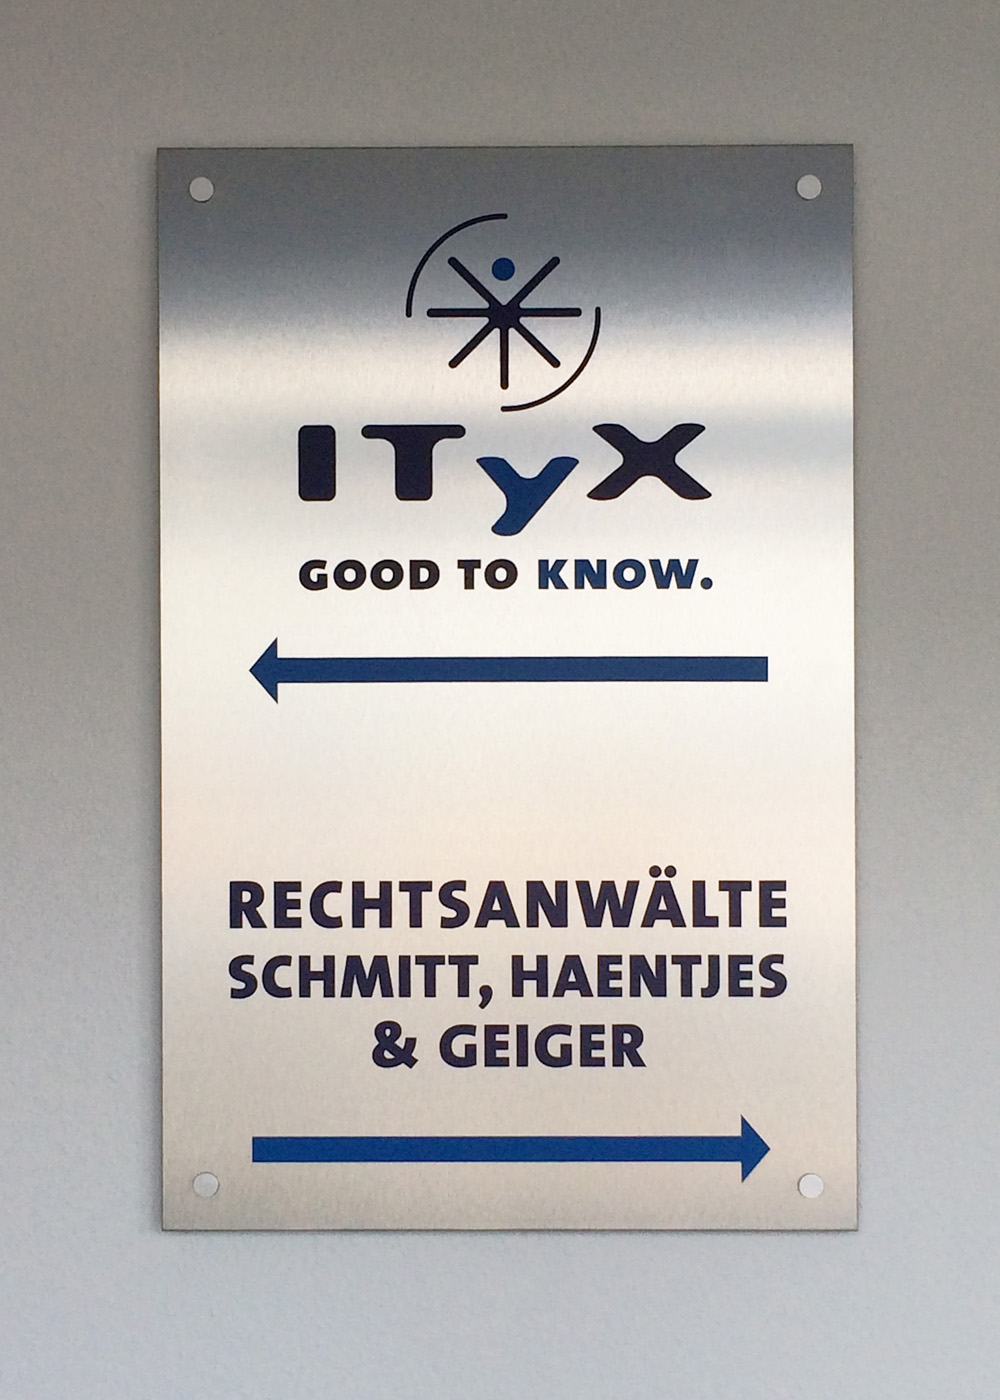 ITyX
GOOD TO KNOW.
RECHTSANWÄLTE
SCHMITT, HAENTJES
& GEIGER